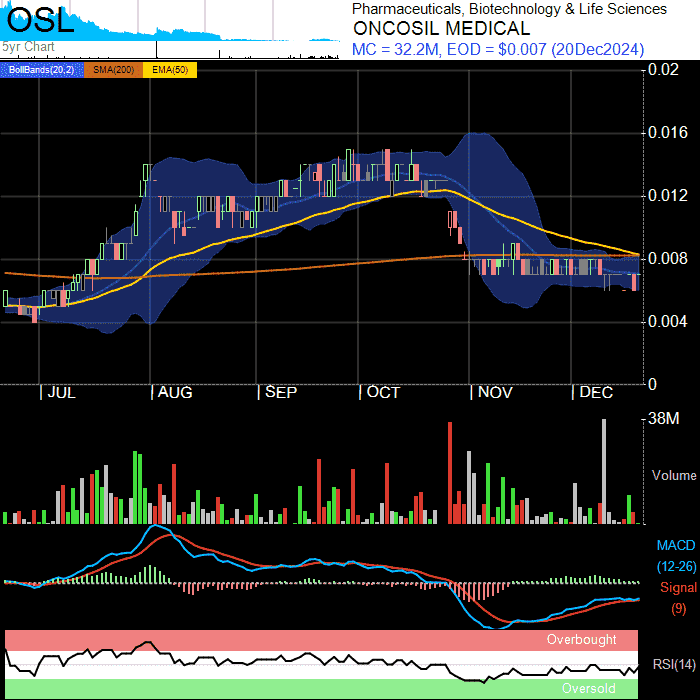 OSL
5yr Chart
Pharmaceuticals, Biotechnology & Life Sciences
ONCOSIL MEDICAL
MC = 32.2M, EOD = $0.007 (20Dec2024)
BollBands(20,2) SMA(200) EMA(50)
0.02
0.016
0.012
0.008
0.004
0
JUL AUG SEP OCT NOV DEC
38M
Volume
MACD
(12-26)
Signal
(9)
Overbought
RSI(14)
Oversold